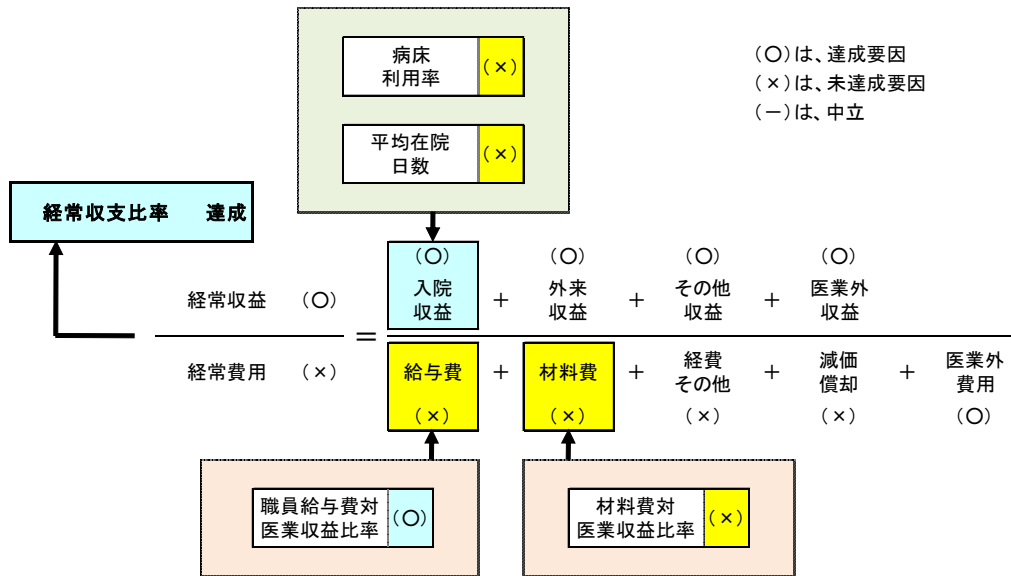 病床
利用率
(×)
平均在院
日数
(×)
(○)は、達成要因
(×)は、未達成要因
(－)は、中立
経常収支比率　達成
経常収益　(○)
経常費用　(×)
＝
(○)
入院
収益
＋
(○)
外来
収益
＋
(○)
その他
収益
＋
(○)
医業外
収益
給与費
(×)
＋
材料費
(×)
＋
経費
その他
(×)
＋
減価
償却
(×)
＋
医業外
費用
(○)
職員給与費対
医業収益比率
(○)
材料費対
医業収益比率
(×)